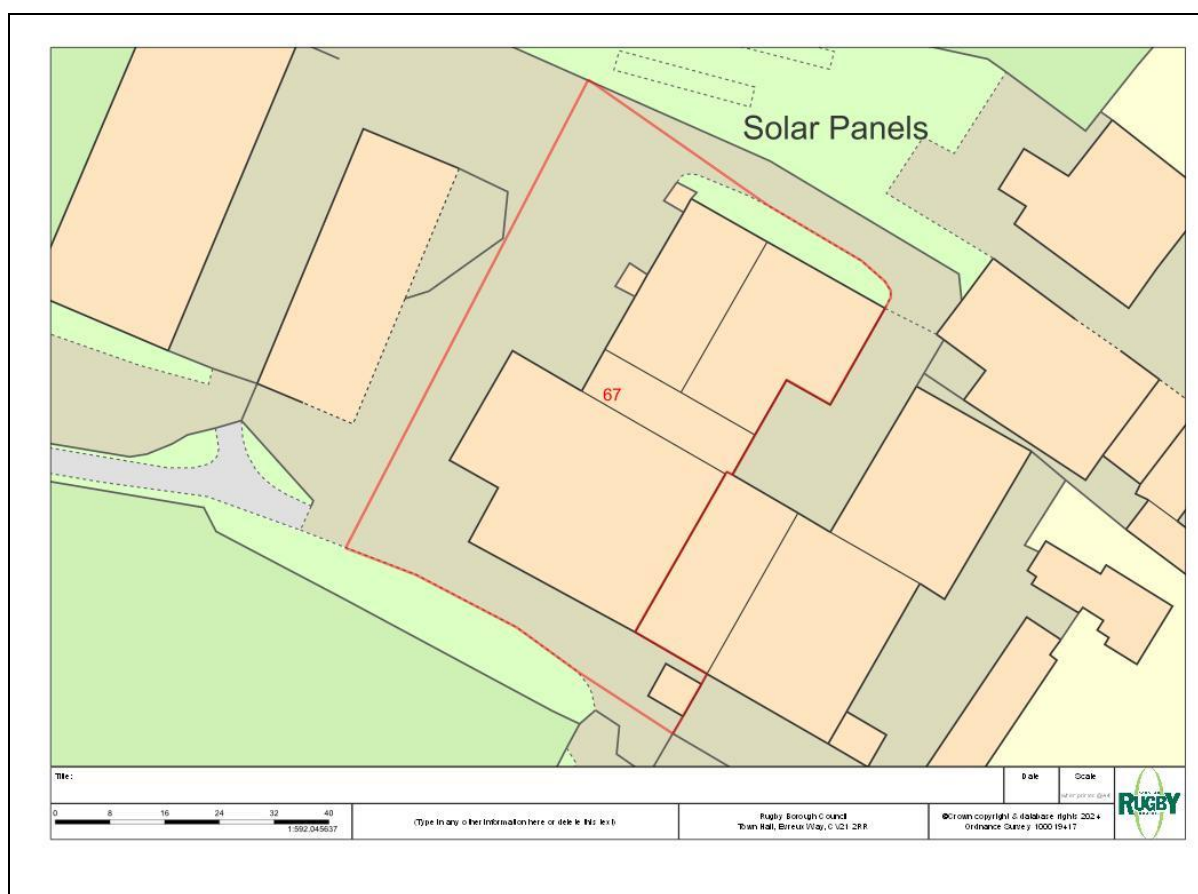 Solar Panels
67
Title:
Date
Scale
0 8 16 24 32 40
1:592.045637
(Type in any other information here or delete this text)
Rugby Borough Council
Town Hall, Evreux Way, CV21 2RR
©Crown copyright & database rights 2024
Ordnance Survey 100019417
RUGBY